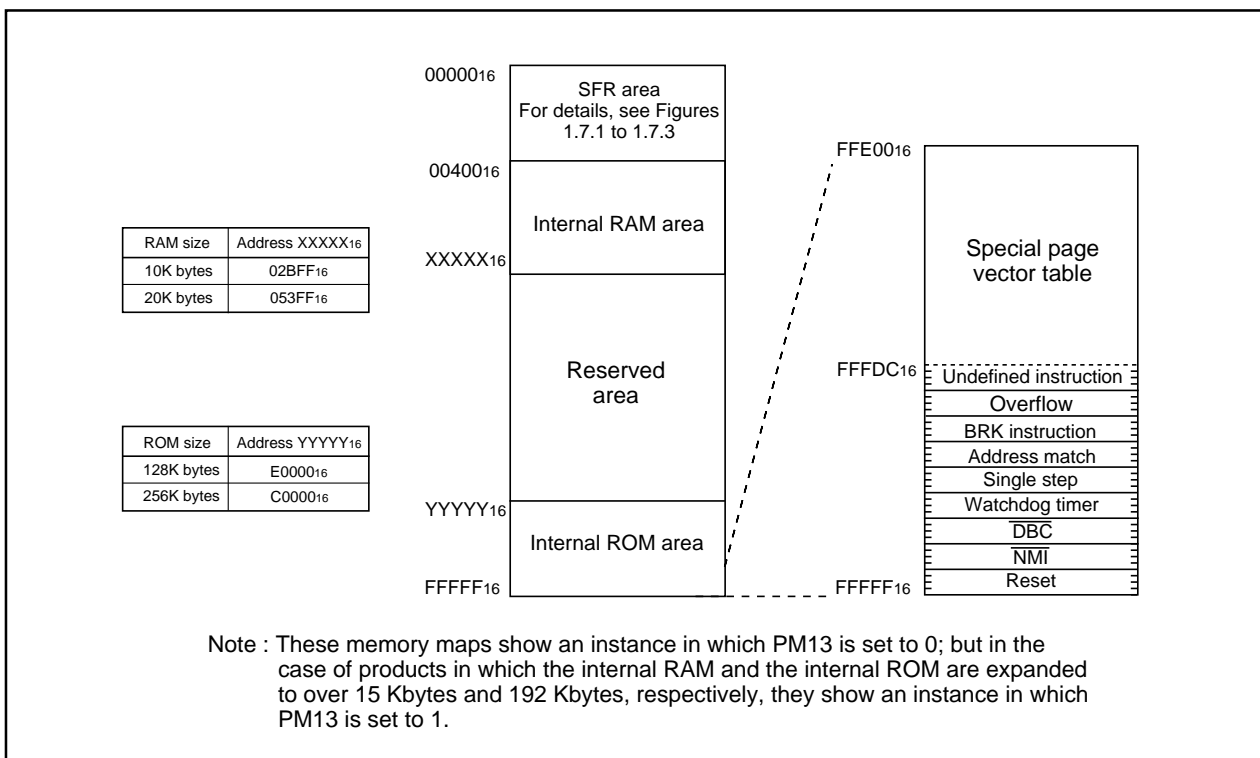 RAM size Address XXXXX16
10K bytes 02BFF16
20K bytes 053FF16
ROM size Address YYYYY16
128K bytes E000016
256K bytes C000016
0000016
SFR area
For details, see Figures
1.7.1 to 1.7.3
0040016
Internal RAM area
XXXXX16
Reserved
area
YYYYY16
Internal ROM area
FFFFF16
FFE0016
Special page
vector table
FFFDC16
Undefined instruction
Overflow
BRK instruction
Address match
Single step
Watchdog timer
DBC
NMI
Reset
FFFFF16
Note : These memory maps show an instance in which PM13 is set to 0; but in the
case of products in which the internal RAM and the internal ROM are expanded
to over 15 Kbytes and 192 Kbytes, respectively, they show an instance in which
PM13 is set to 1.